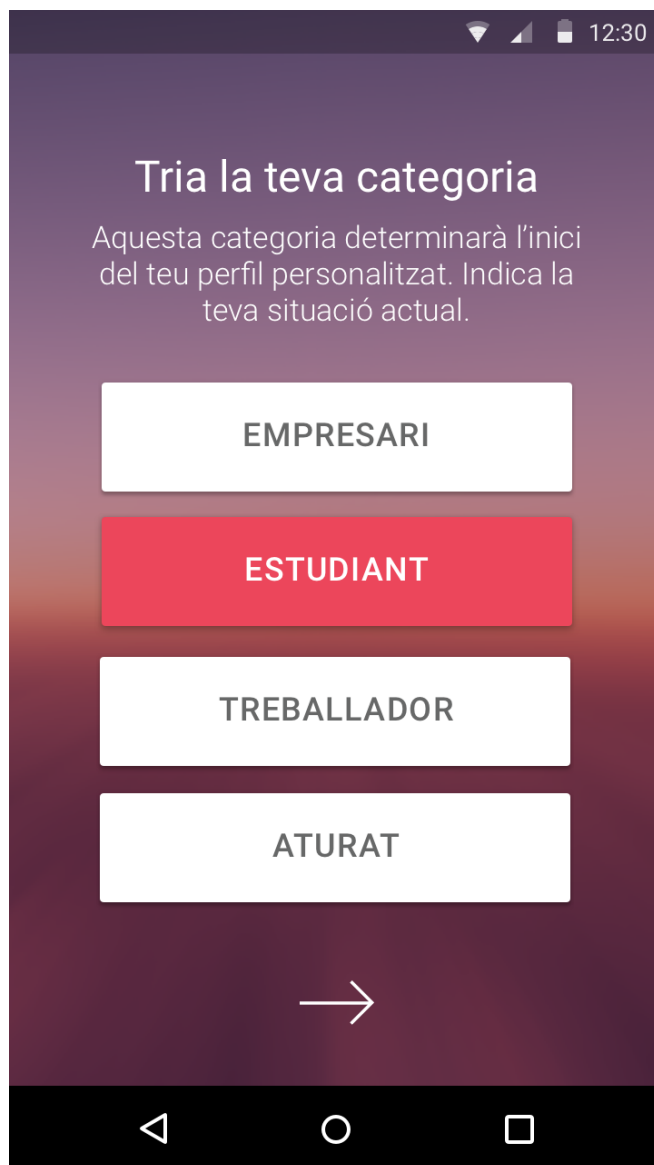 12:30
Tria la teva categoria
Aquesta categoria determinarà l’inici
del teu perfil personalitzat. Indica la
teva situació actual.
EMPRESARI
ESTUDIANT
TREBALLADOR
ATURAT